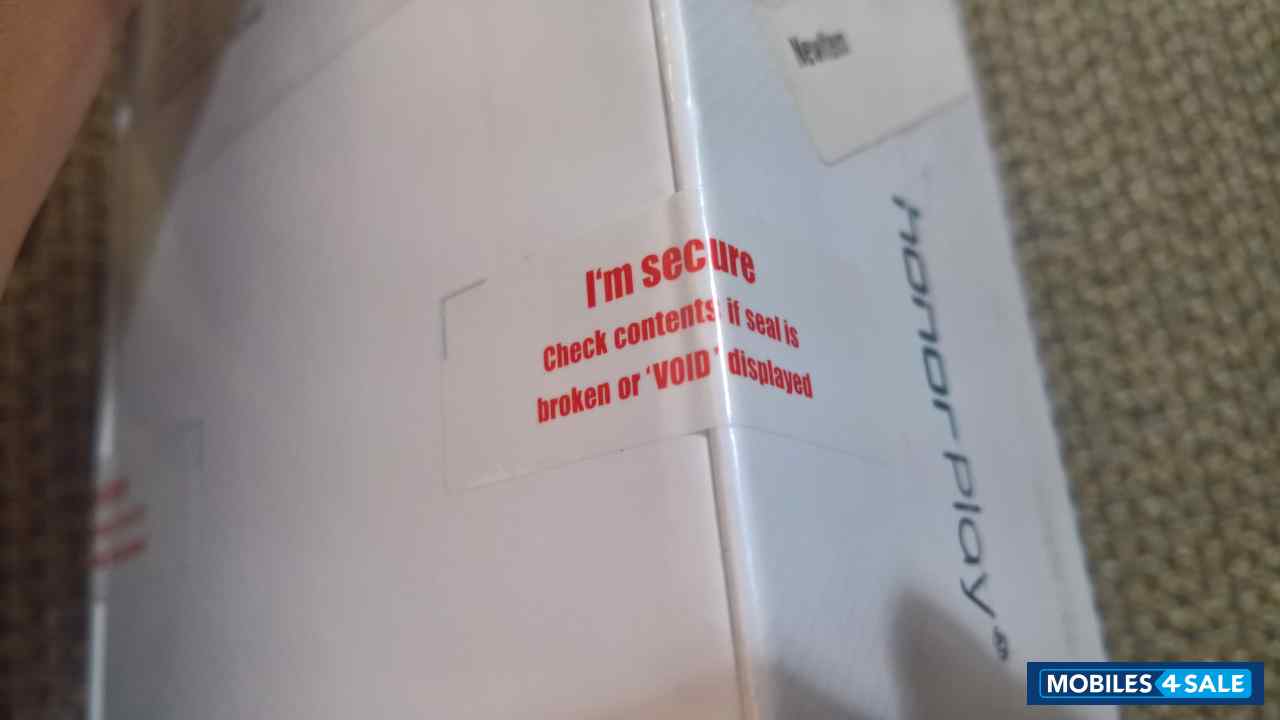 Newton
I'm secure
Check contents if seal is
broken or 'VOID' displayed
honor play
MOBILES 4 SALE